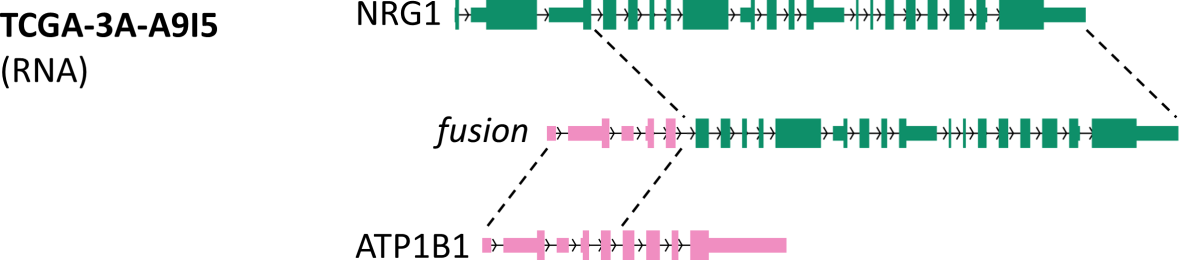 TCGA-3A-A9I5
(RNA)
NRG1
fusion
ATP1B1